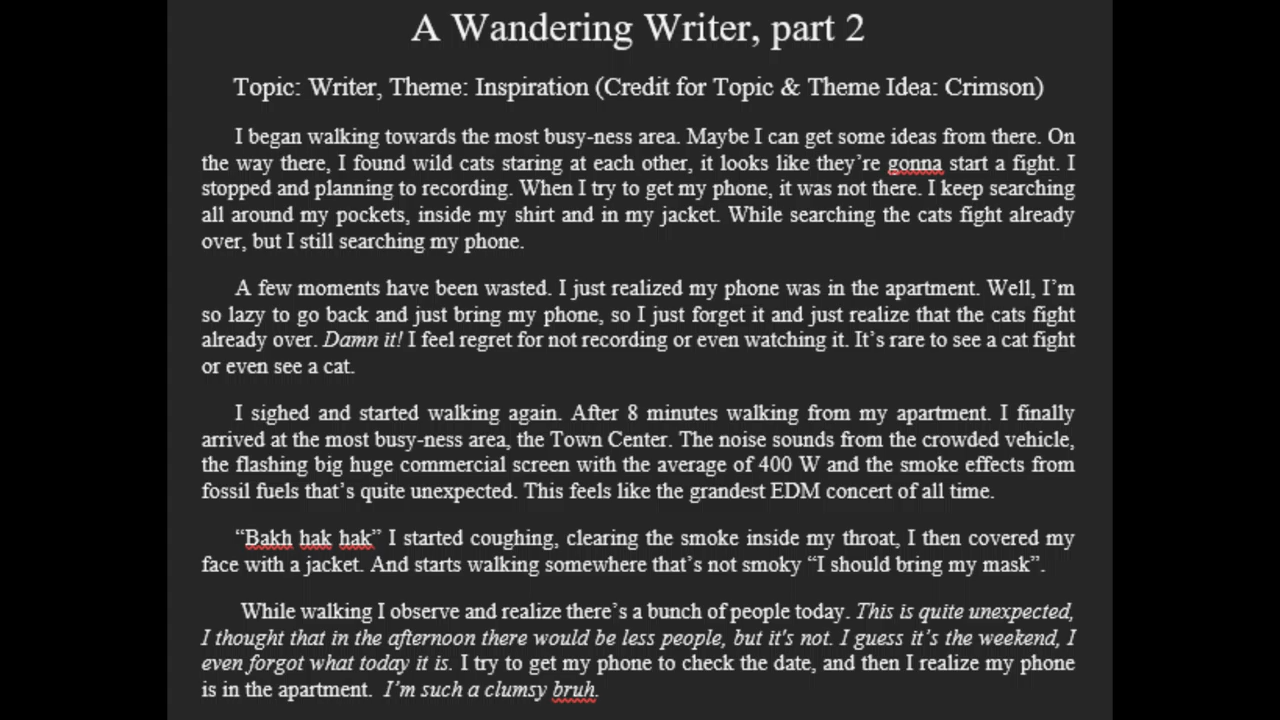 A Wandering Writer, part 2
Topic: Writer, Theme: Inspiration (Credit for Topic & Theme Idea: Crimson)
I began walking towards the most busy-ness area. Maybe I can get some ideas from there. On
the way there, I found wild cats staring at each other, it looks like they’re gonna start a fight. I
stopped and planning to recording. When I try to get my phone, it was not there. I keep searching
all around my pockets, inside my shirt and in my jacket. While searching the cats fight already
over, but I still searching my phone.
A few moments have been wasted. I just realized my phone was in the apartment. Well, I’m
so lazy to go back and just bring my phone, so I just forget it and just realize that the cats fight
already over. Damn it! I feel regret for not recording or even watching it. It’s rare to see a cat fight
or even see a cat.
I sighed and started walking again. After 8 minutes walking from my apartment. I finally
arrived at the most busy-ness area, the Town Center. The noise sounds from the crowded vehicle,
the flashing big huge commercial screen with the average of 400 W and the smoke effects from
fossil fuels that’s quite unexpected. This feels like the grandest EDM concert of all time.
“Bakh hak hak” I started coughing, clearing the smoke inside my throat, I then covered my
face with a jacket. And starts walking somewhere that’s not smoky “I should bring my mask”.
While walking I observe and realize there’s a bunch of people today. This is quite unexpected,
I thought that in the afternoon there would be less people, but it's not. I guess it’s the weekend, I
even forgot what today it is. I try to get my phone to check the date, and then I realize my phone
is in the apartment. I’m such a clumsy bruh.